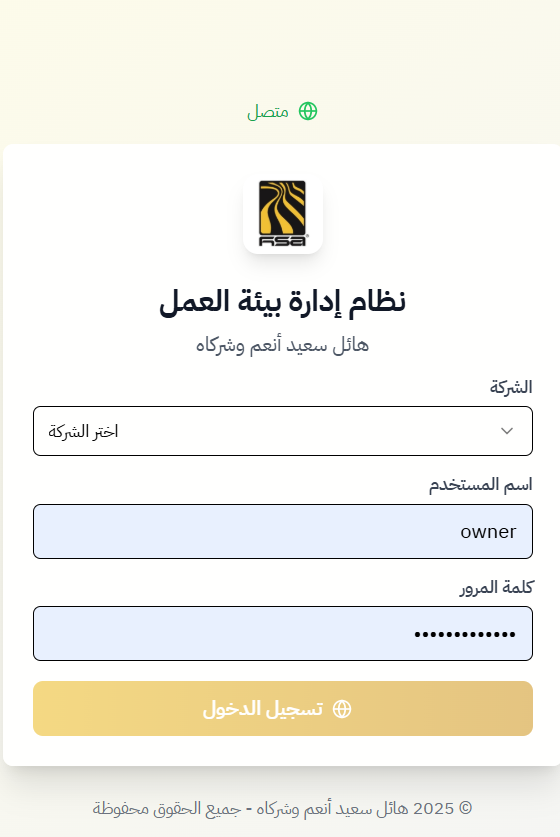 متصل
HSA
نظام إدارة بيئة العمل
هائل سعيد أنعم وشركاه
الشركة
اختر الشركة
اسم المستخدم
owner
كلمة المرور
•••••••••••••
تسجيل الدخول
© 2025 هائل سعيد أنعم وشركاه - جميع الحقوق محفوظة